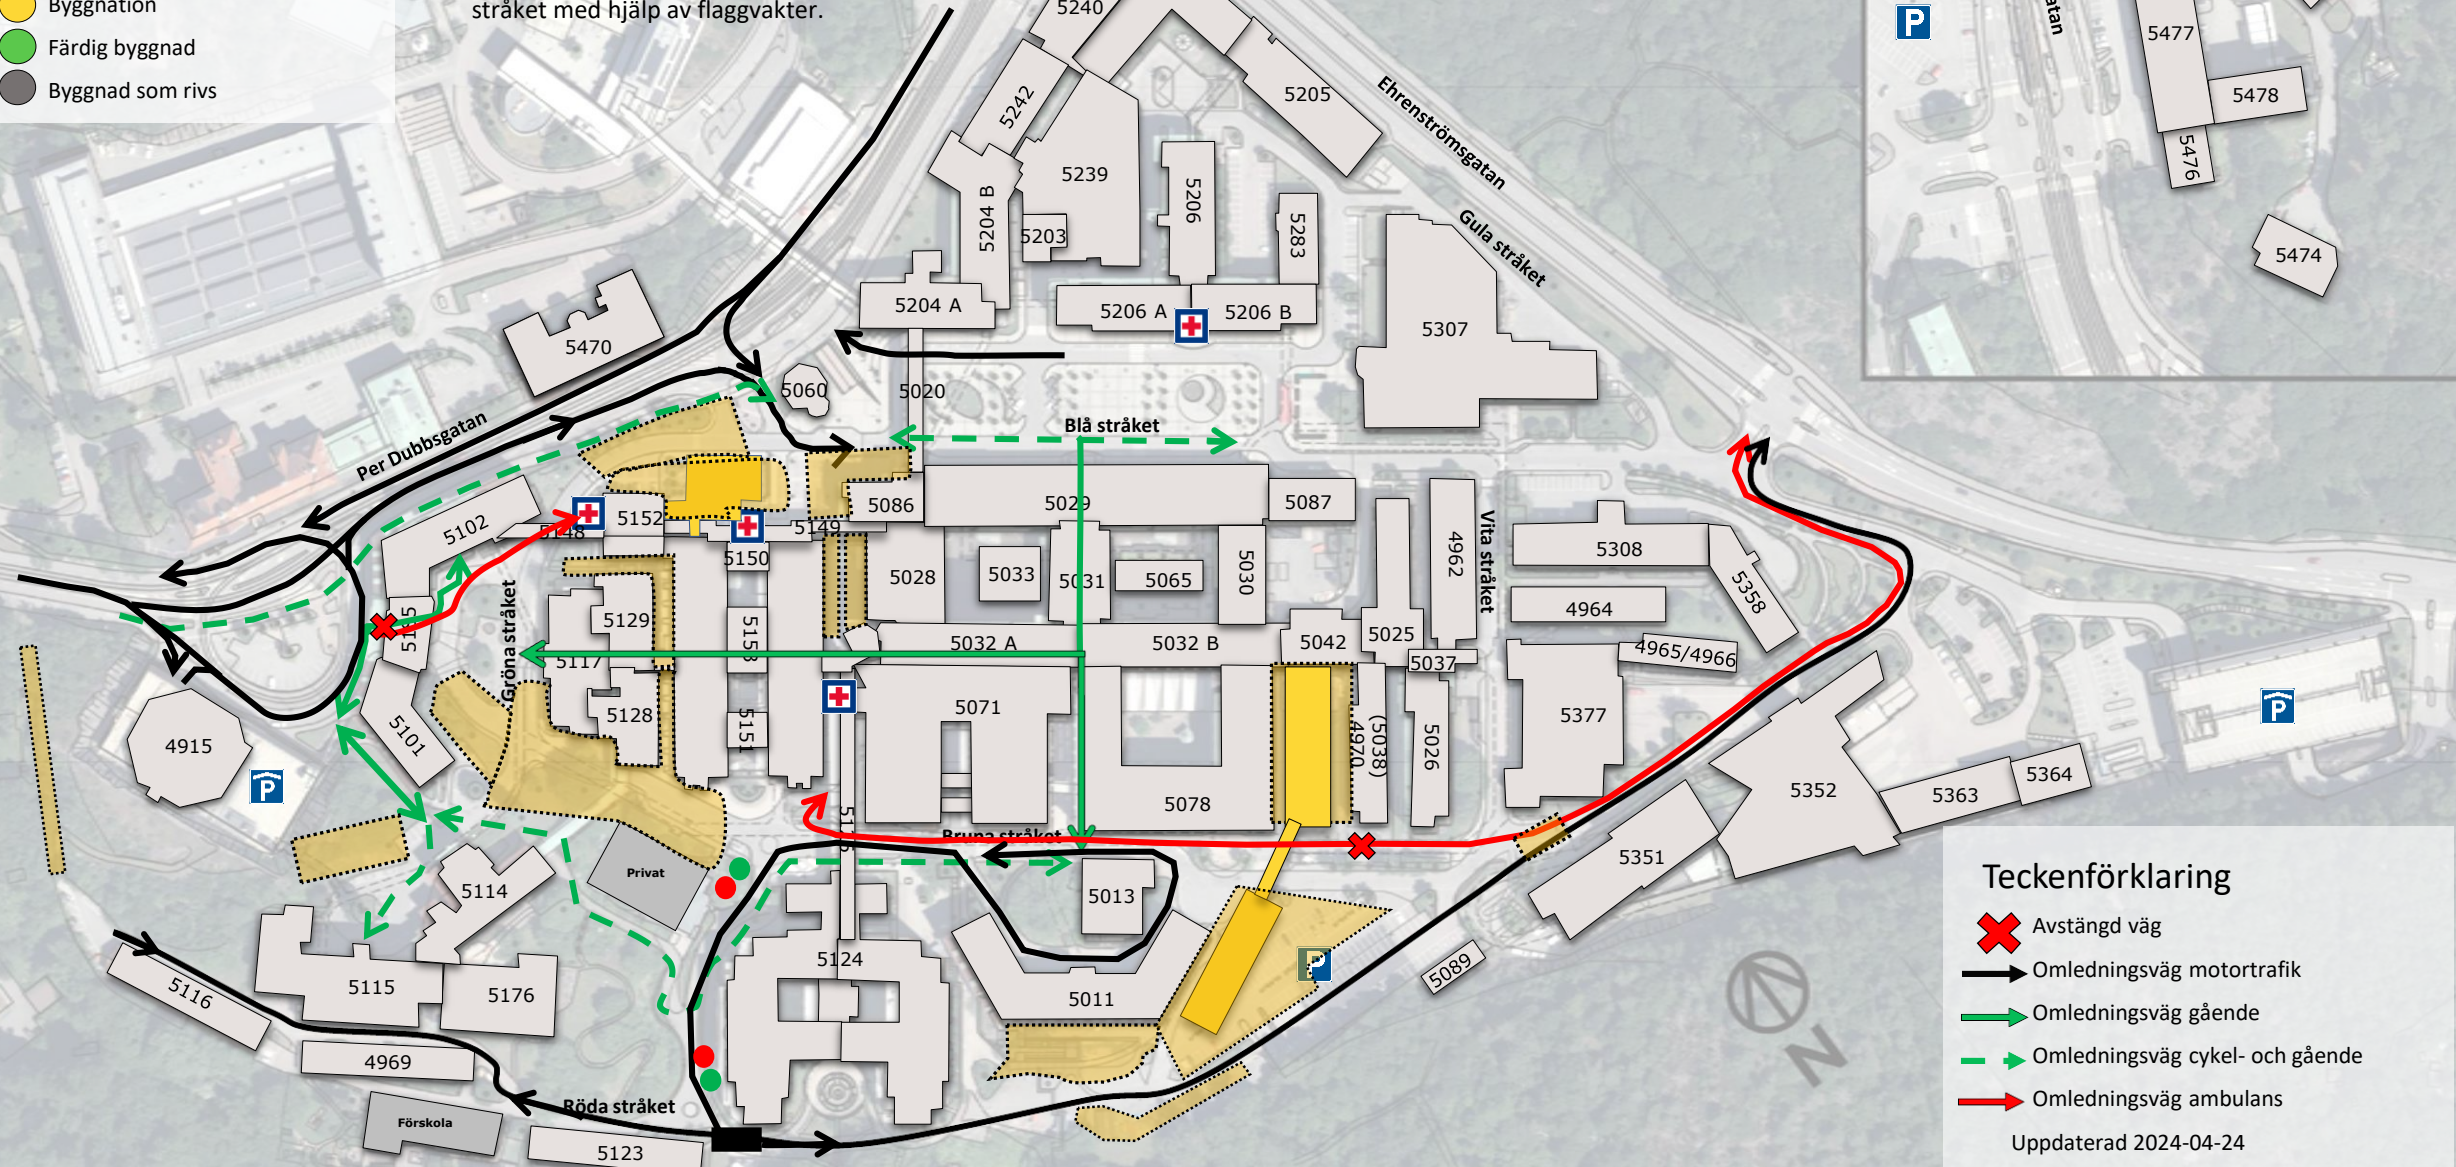 Byggnation
Färdig byggnad
Byggnad som rivs
stråket med hjälp av flaggvakter.
5240
5242
5205
Ehrenströmsgatan
Gula stråket
5239
5204 B
5203
5206
5283
5204 A
5206 A
5206 B
5307
P
5477
5478
5476
5474
5470
Per Dubbsgatan
5060
5020
Blå stråket
5102
5148
5152
5150
5149
5086
5029
5087
5028
5033
5031
5065
5030
4962
Vita stråket
5308
5358
4964
4965/4966
5025
5037
5042
5032 A
5032 B
Gröna stråket
5129
5117
5128
5153
5151
5071
5078
(5038)
4970
5026
5377
5101
4915
P
P
5352
5363
5364
5351
Bruna stråket
5013
Privat
5114
5115
5176
5116
4969
Förskola
5123
Röda stråket
5124
5011
P
5089
N
Teckenförklaring
Avstängd väg
Omledningsväg motortrafik
Omledningsväg gående
Omledningsväg cykel- och gående
Omledningsväg ambulans
Uppdaterad 2024-04-24